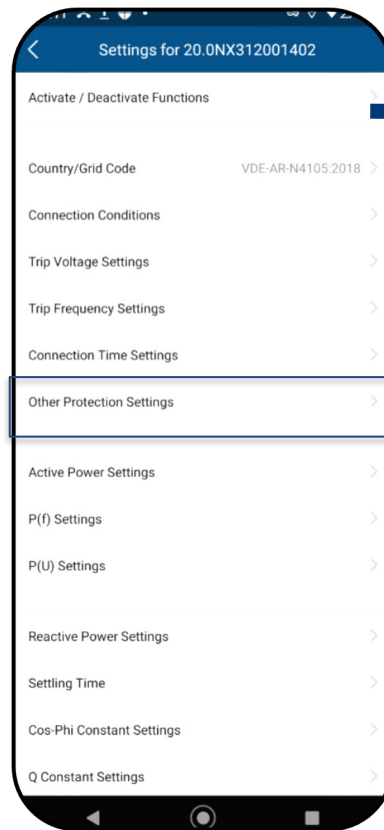 Settings for 20.0NX312001402
Activate / Deactivate Functions
Country/Grid Code VDE-AR-N4105:2018
Connection Conditions
Trip Voltage Settings
Trip Frequency Settings
Connection Time Settings
Other Protection Settings
Active Power Settings
P(f) Settings
P(U) Settings
Reactive Power Settings
Settling Time
Cos-Phi Constant Settings
Q Constant Settings